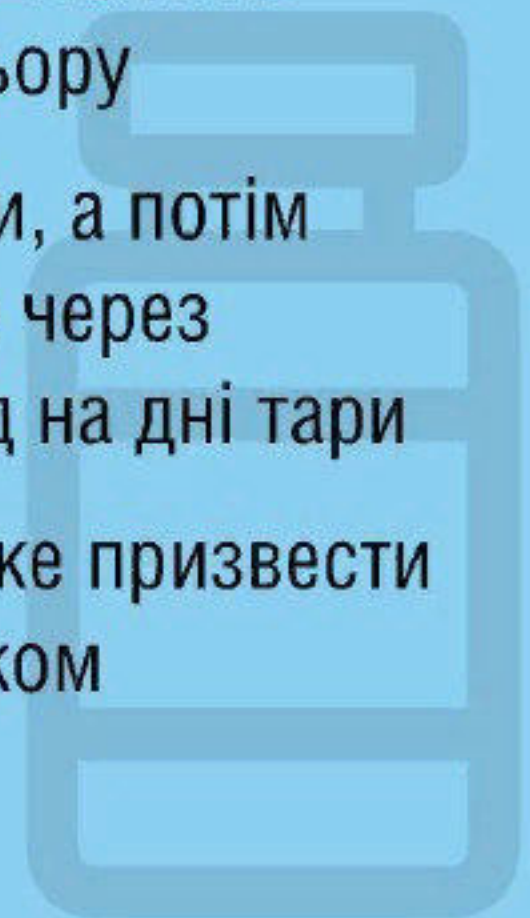 ьору
и, а потім
через
д на дні тари
же призвести
ком